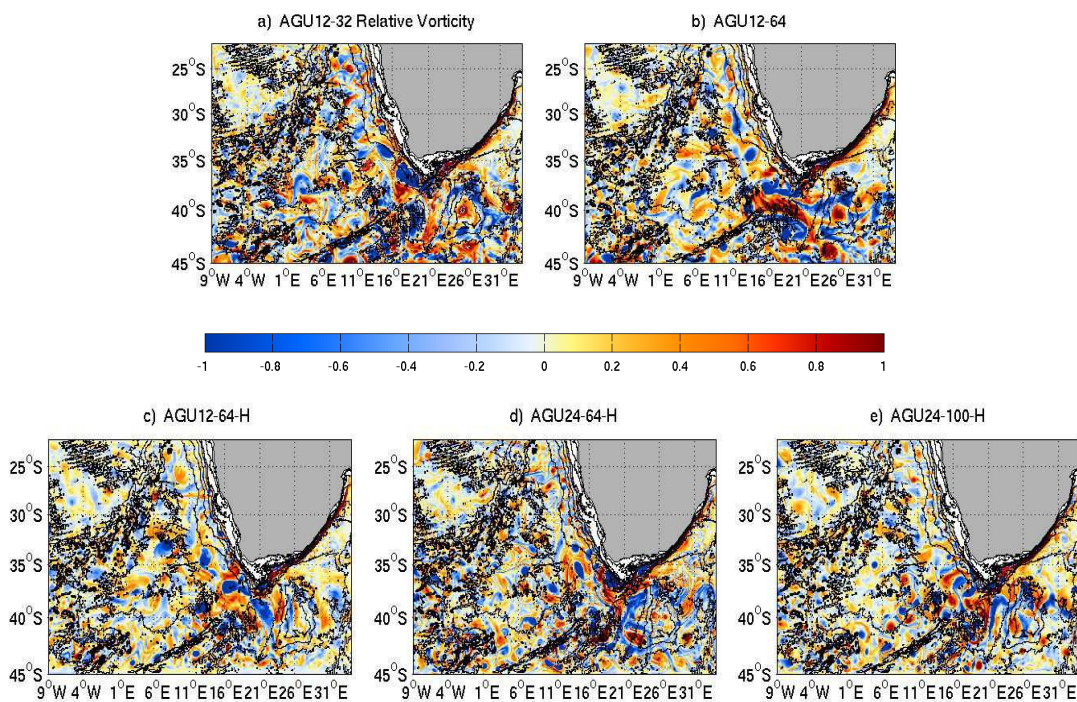 a) AGU12-32 Relative Vorticity
b) AGU12-64
25°S
30°S
35°S
40°S
45°S
9°W 4°W 1°E 6°E 11°E 16°E 21°E 26°E 31°E
25°S
30°S
35°S
40°S
45°S
9°W 4°W 1°E 6°E 11°E 16°E 21°E 26°E 31°E
-1 -0.8 -0.6 -0.4 -0.2 0 0.2 0.4 0.6 0.8 1
c) AGU12-64-H
d) AGU24-64-H
e) AGU24-100-H
25°S
30°S
35°S
40°S
45°S
9°W 4°W 1°E 6°E 11°E 16°E 21°E 26°E 31°E
25°S
30°S
35°S
40°S
45°S
9°W 4°W 1°E 6°E 11°E 16°E 21°E 26°E 31°E
25°S
30°S
35°S
40°S
45°S
9°W 4°W 1°E 6°E 11°E 16°E 21°E 26°E 31°E